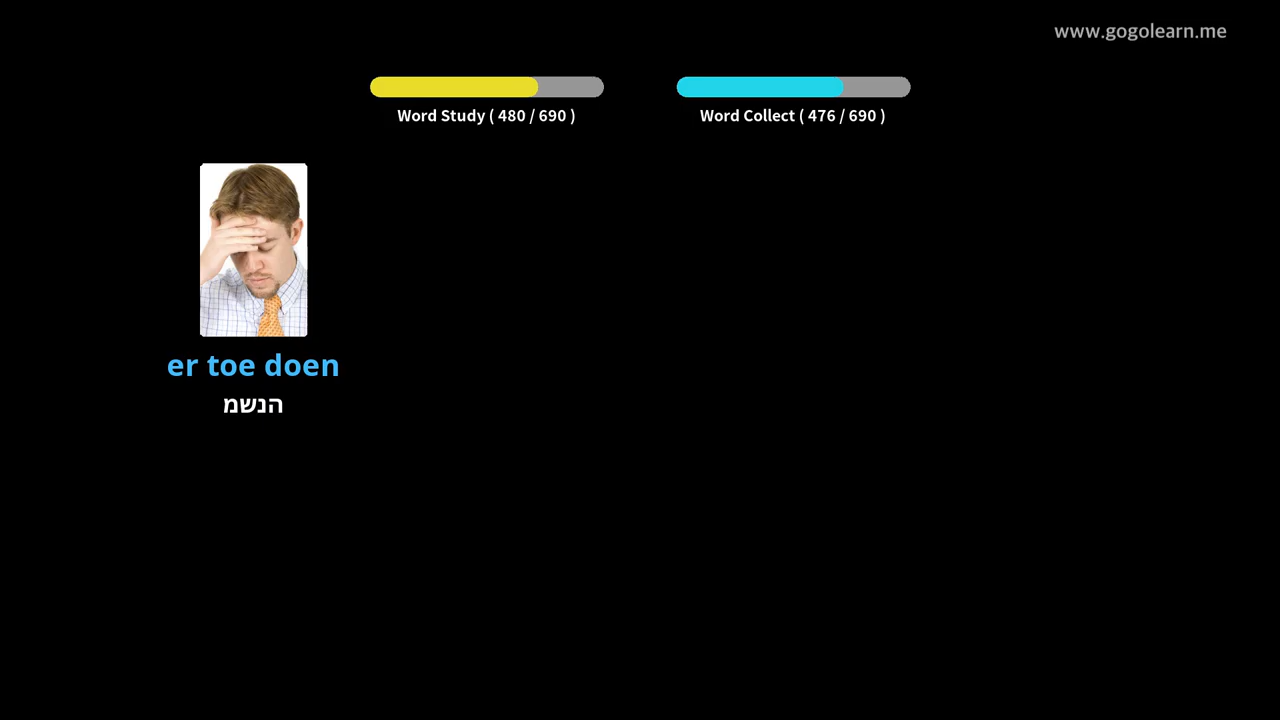 www.gogolearn.me
Word Study ( 480 / 690 )
Word Collect ( 476 / 690 )
er toe doen
הנשמ